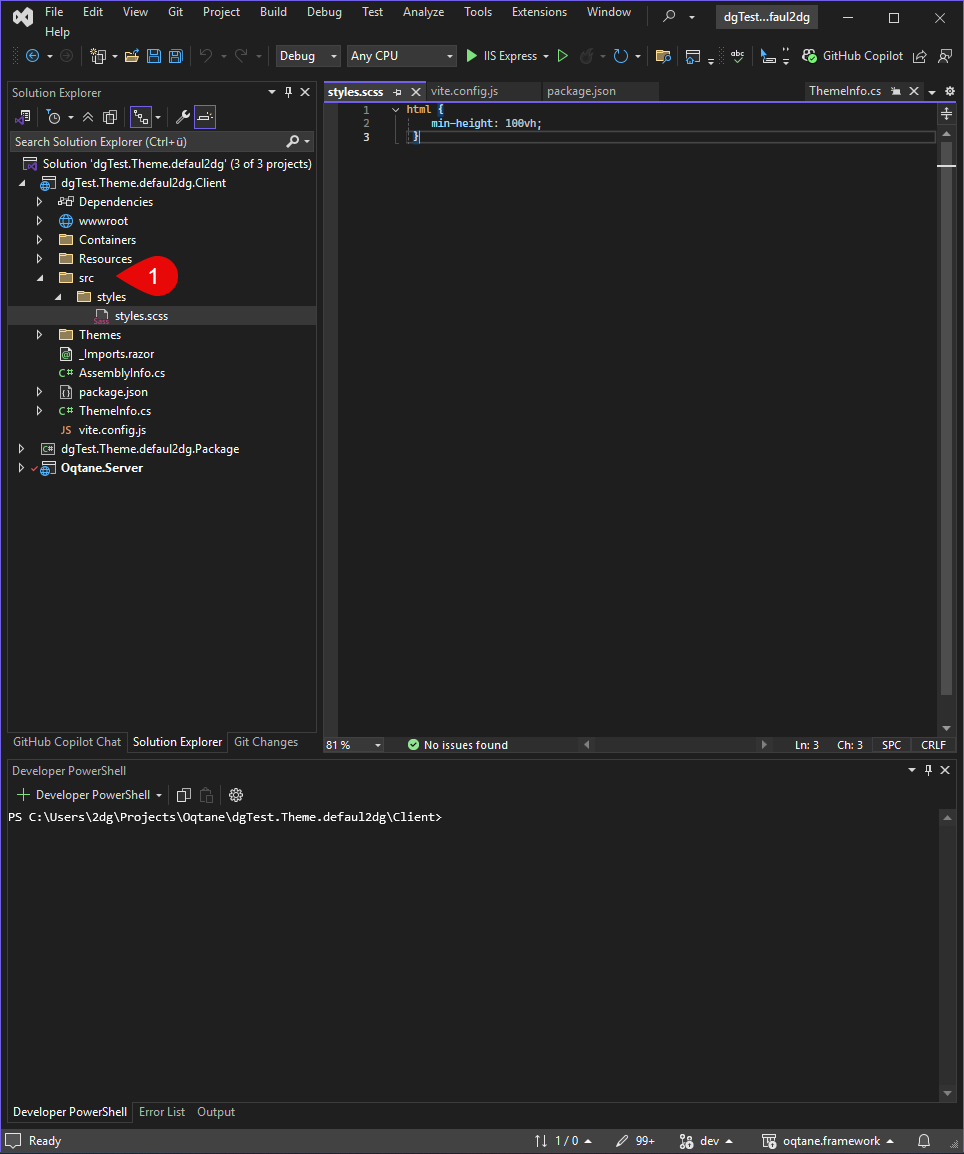 File Edit View Git Project Build Debug Test Analyze Tools Extensions Window dgTest...faul2dg
Help
Debug Any CPU IIS Express GitHub Copilot
Solution Explorer
Search Solution Explorer (Ctrl+ü)
Solution 'dgTest.Theme.defaul2dg' (3 of 3 projects)
dgTest.Theme.defaul2dg.Client
Dependencies
wwwroot
Containers
Resources
src
1
styles
styles.scss
Themes
_Imports.razor
C# AssemblyInfo.cs
package.json
C# ThemeInfo.cs
JS vite.config.js
C# dgTest.Theme.defaul2dg.Package
Oqtane.Server
GitHub Copilot Chat Solution Explorer Git Changes
styles.scss vite.config.js package.json ThemeInfo.cs
1 html {
2 min-height: 100vh;
3 }
81 % No issues found Ln: 3 Ch: 3 SPC CRLF
Developer PowerShell
Developer PowerShell
PS C:\Users\2dg\Projects\Oqtane\dgTest.Theme.defaul2dg\Client>
Developer PowerShell Error List Output
Ready 1 / 0 99+ dev oqtane.framework